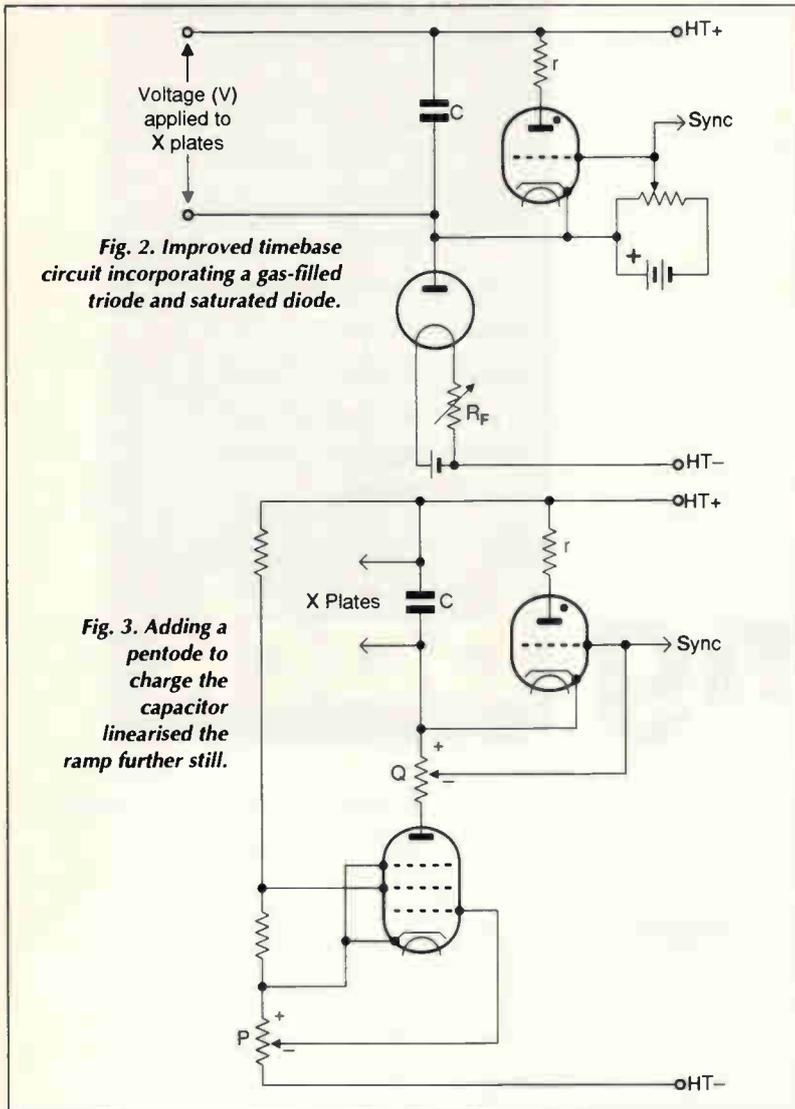 HT+
r
Voltage (V)
applied to
X plates
C
Sync
+
Fig. 2. Improved timebase
circuit incorporating a gas-filled
triode and saturated diode.
RF
HT−
HT+
r
X Plates
C
Fig. 3. Adding a
pentode to
charge the
capacitor
linearised the
ramp further still.
Sync
+
Q
−
+
P
−
HT−